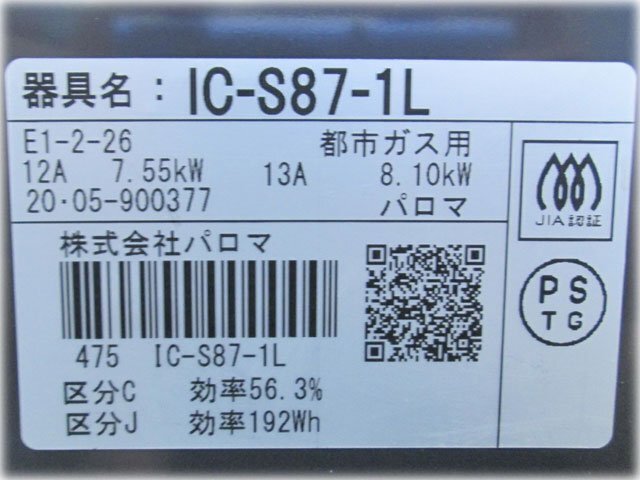 器具名 : IC-S87-1L
E1-2-26 都市ガス用
12A 7.55kW 13A 8.10kW
20・05-900377 パロマ
JIA認証
株式会社パロマ
PS
TG
475 IC-S87-1L
区分C 効率56.3%
区分J 効率192Wh